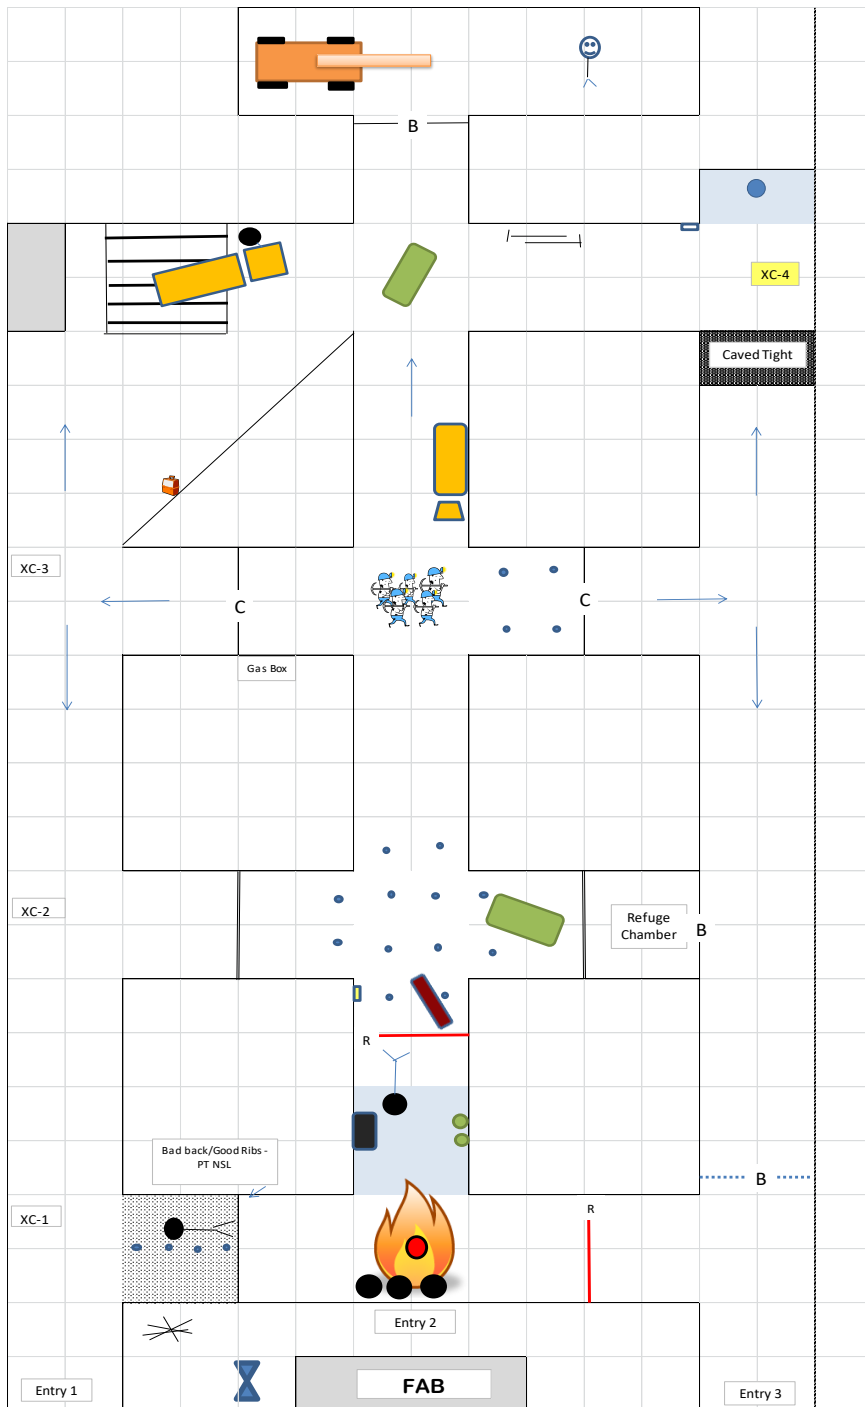 B
XC-4
Caved Tight
XC-3
C
C
Gas Box
XC-2
Refuge
Chamber
B
R
Bad back/Good Ribs -
PT NSL
B
XC-1
R
Entry 2
Entry 1
FAB
Entry 3